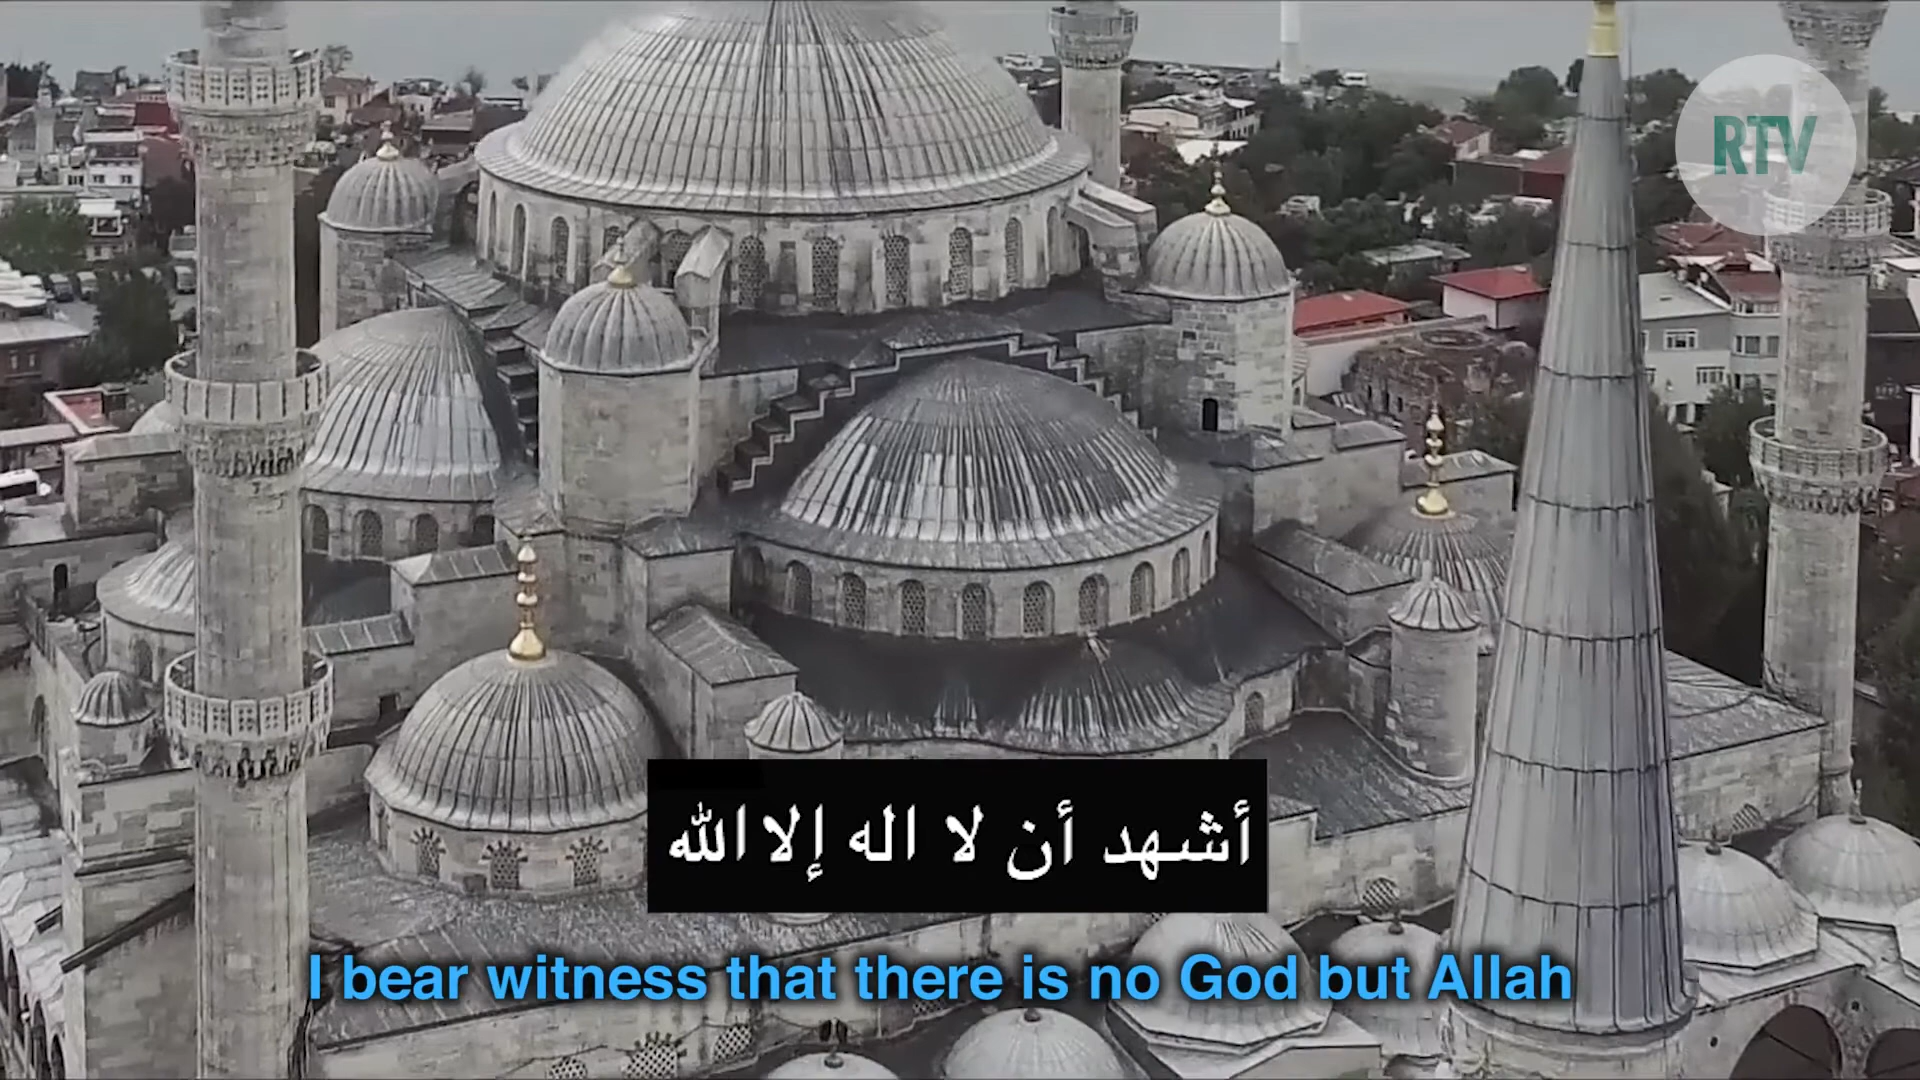 RTV
أشهد أن لا اله إلا الله
I bear witness that there is no God but Allah